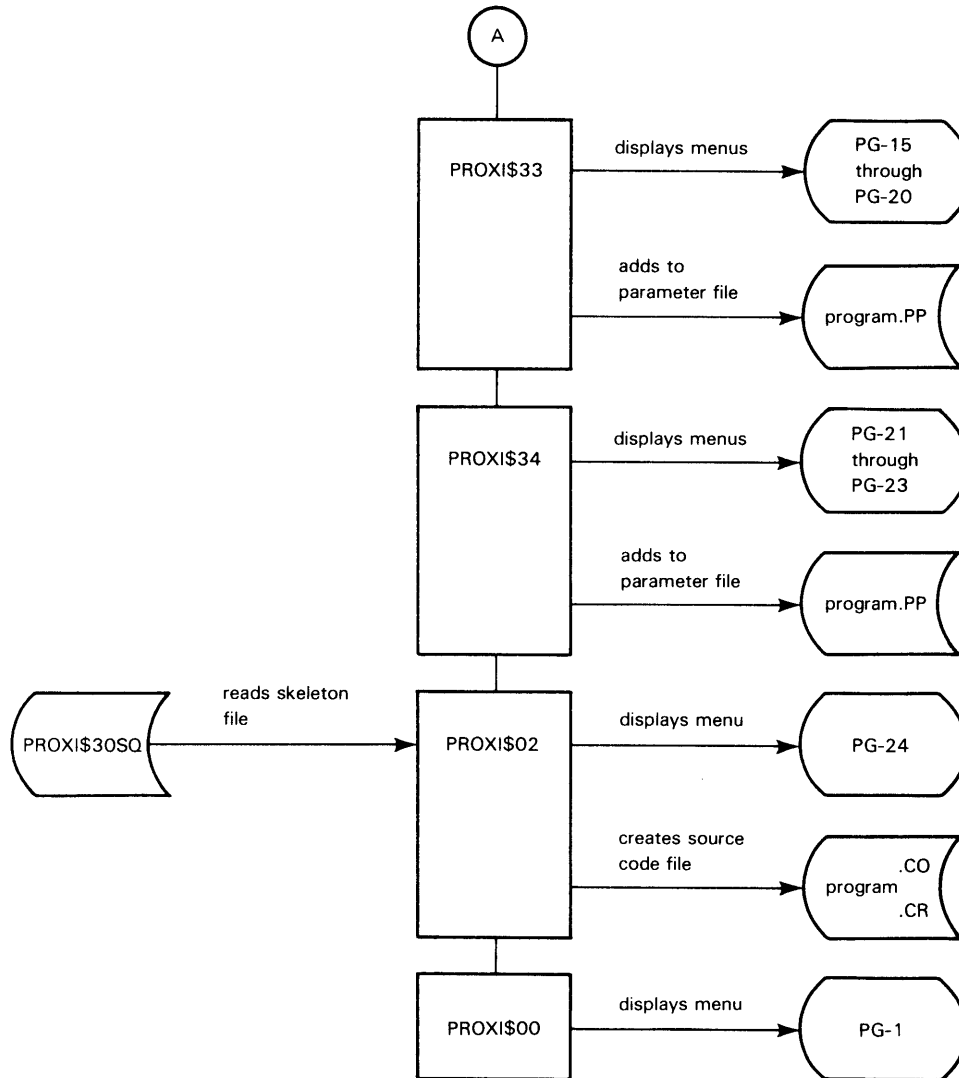 A
PROXI$33
displays menus
PG-15
through
PG-20
adds to
parameter file
program.PP
PROXI$34
displays menus
PG-21
through
PG-23
adds to
parameter file
program.PP
PROXI$30SQ
reads skeleton
file
PROXI$02
displays menu
PG-24
creates source
code file
program
.CO
.CR
PROXI$00
displays menu
PG-1